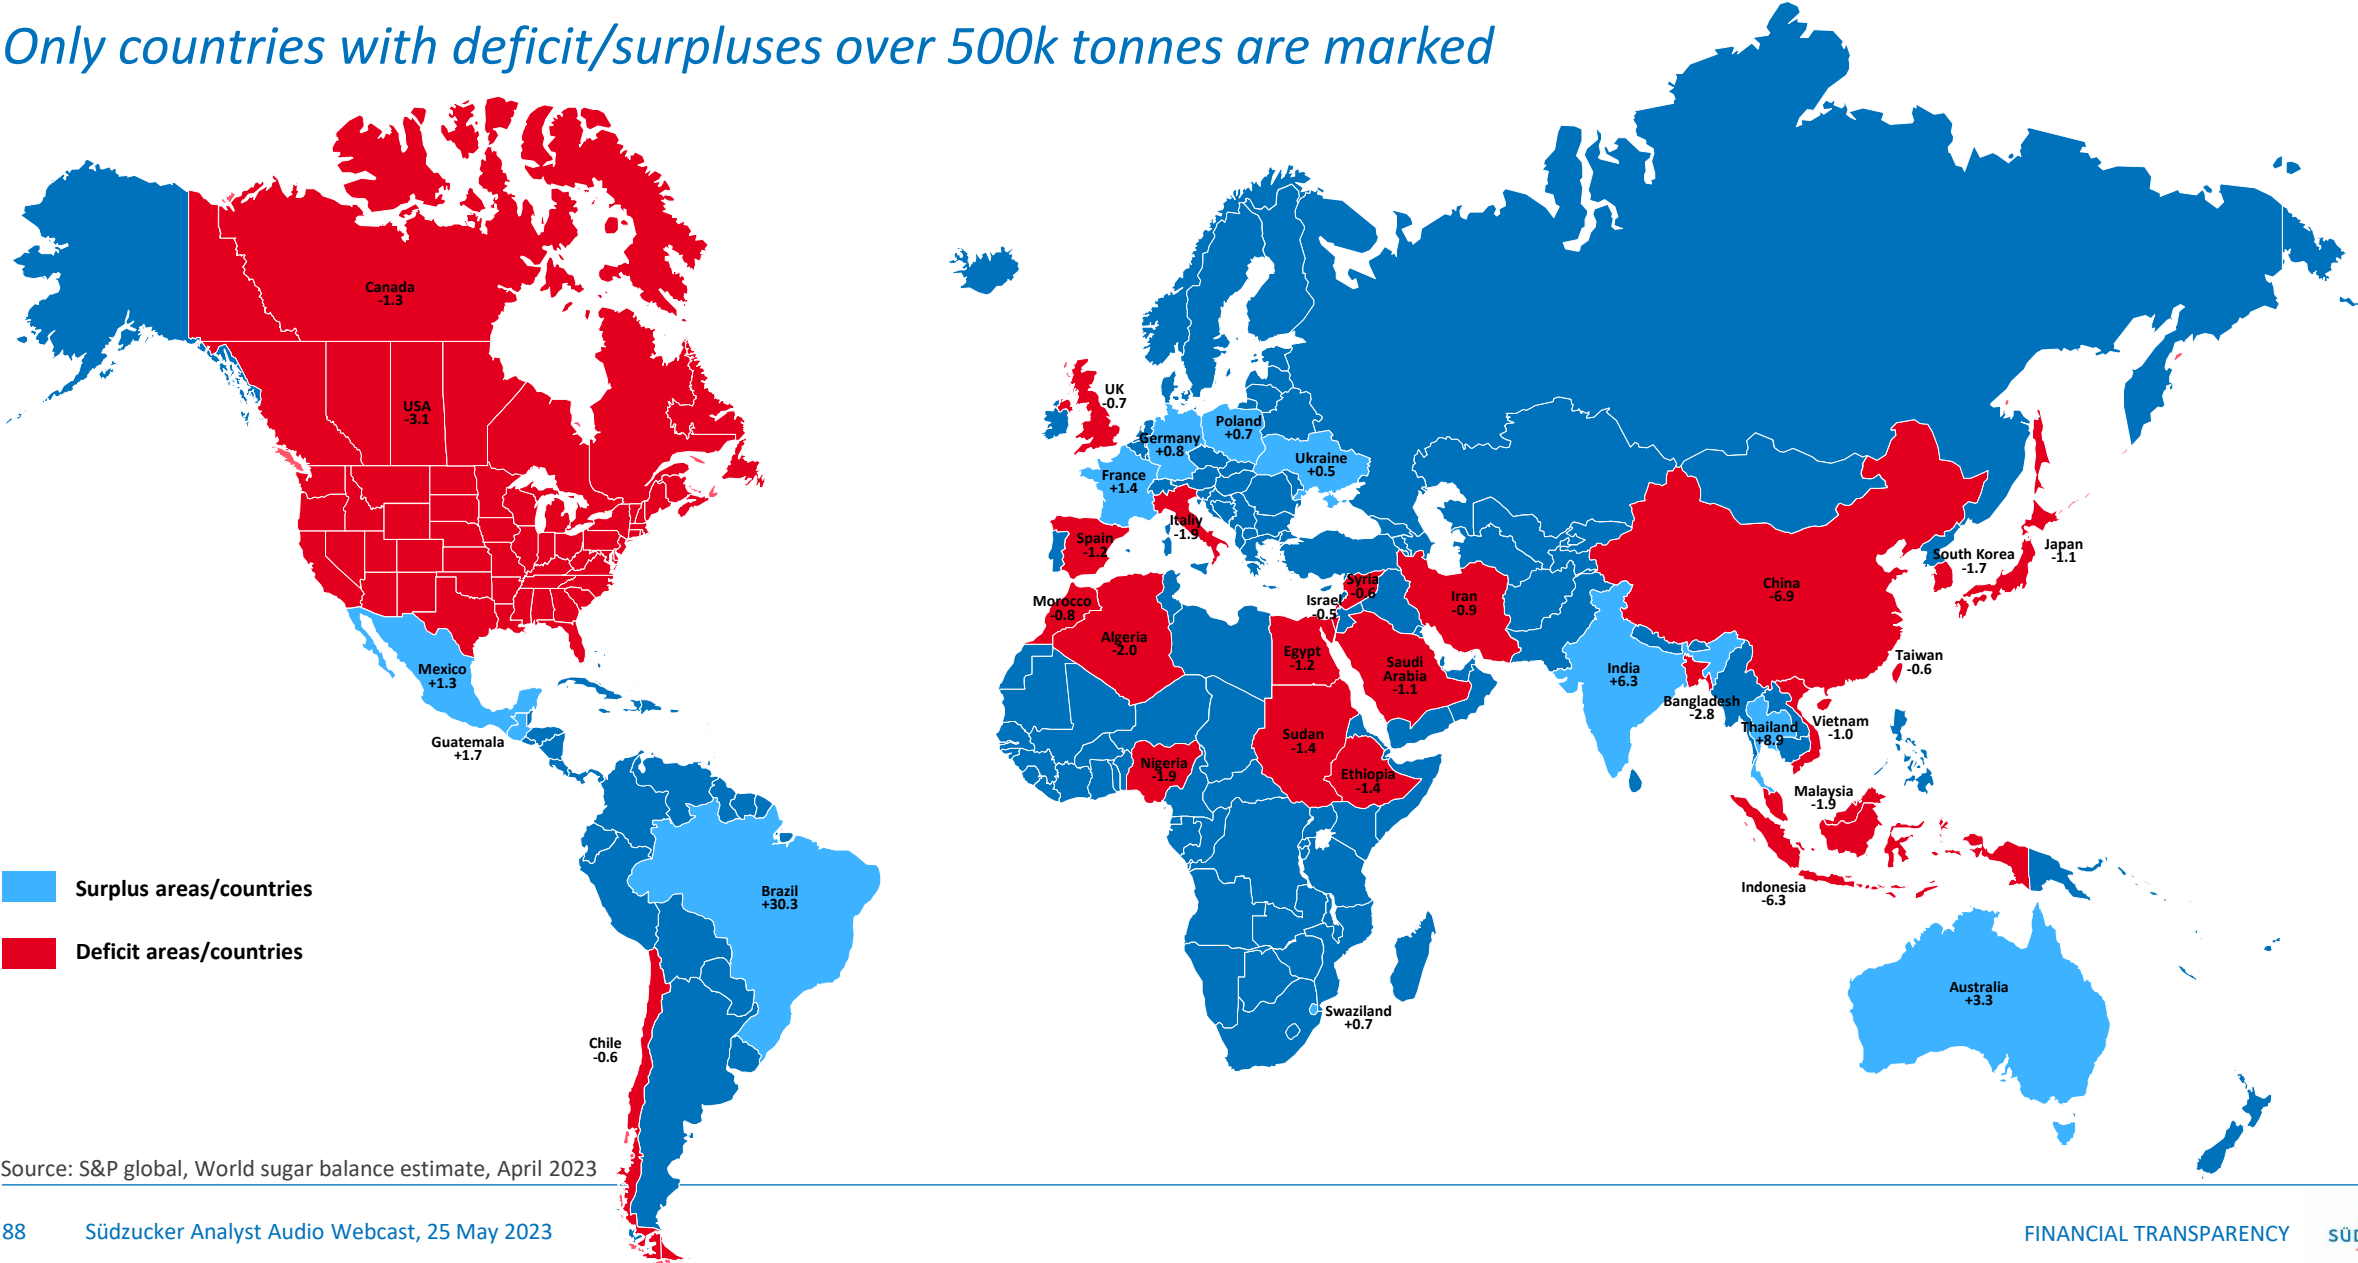 Only countries with deficit/surpluses over 500k tonnes are marked
Canada
-1.3
USA
-3.1
Mexico
+1.3
Guatemala
+1.7
Brazil
+30.3
Chile
-0.6
UK
-0.7
Poland
+0.7
Germany
+0.8
Ukraine
+0.5
France
+1.4
Italy
-1.9
Spain
-1.2
Morocco
-0.8
Algeria
-2.0
Syria
-0.6
Israel
-0.5
Iran
-0.9
Egypt
-1.2
Saudi
Arabia
-1.1
Sudan
-1.4
Nigeria
-1.9
Ethiopia
-1.4
Swaziland
+0.7
China
-6.9
South Korea
-1.7
Japan
-1.1
Taiwan
-0.6
India
+6.3
Bangladesh
-2.8
Thailand
+8.9
Vietnam
-1.0
Malaysia
-1.9
Indonesia
-6.3
Australia
+3.3
Surplus areas/countries
Deficit areas/countries
Source: S&P global, World sugar balance estimate, April 2023
88 Südzucker Analyst Audio Webcast, 25 May 2023 FINANCIAL TRANSPARENCY